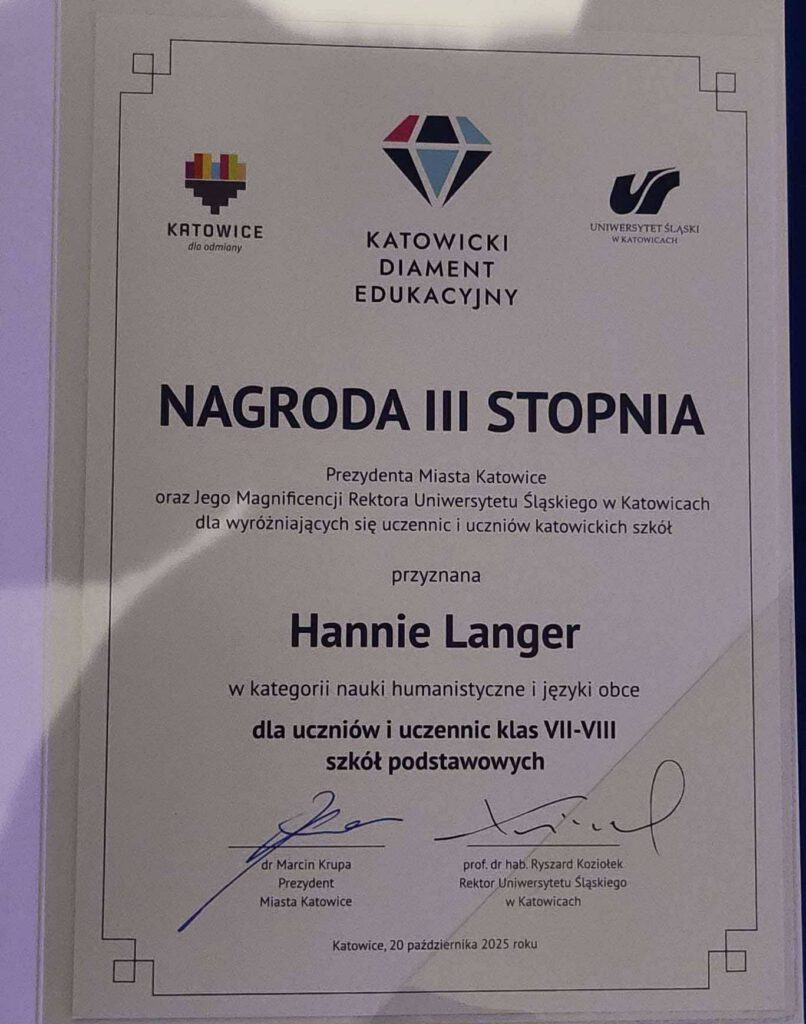 KATOWICE
dla odmiany
KATOWICKI
DIAMENT
EDUKACYJNY
UNIWERSYTET ŚLĄSKI
W KATOWICACH
NAGRODA III STOPNIA
Prezydenta Miasta Katowice
oraz Jego Magnificencji Rektora Uniwersytetu Śląskiego w Katowicach
dla wyróżniających się uczennic i uczniów katowickich szkół
przyznana
Hannie Langer
w kategorii nauki humanistyczne i języki obce
dla uczniów i uczennic klas VII-VIII
szkół podstawowych
dr Marcin Krupa
Prezydent
Miasta Katowice
prof. dr hab. Ryszard Koziołek
Rektor Uniwersytetu Śląskiego
w Katowicach
Katowice, 20 października 2025 roku